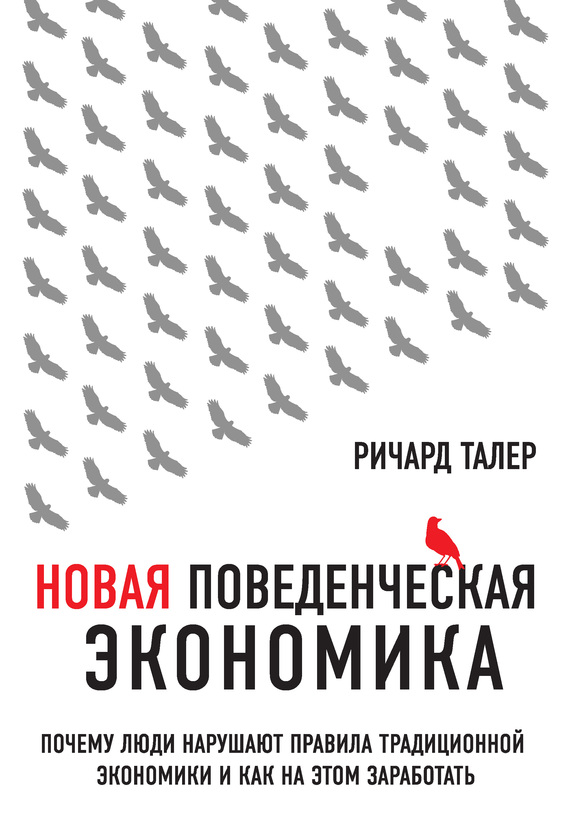 РИЧАРД ТАЛЕР
НОВАЯ ПОВЕДЕНЧЕСКАЯ
ЭКОНОМИКА
ПОЧЕМУ ЛЮДИ НАРУШАЮТ ПРАВИЛА ТРАДИЦИОННОЙ
ЭКОНОМИКИ И КАК НА ЭТОМ ЗАРАБОТАТЬ